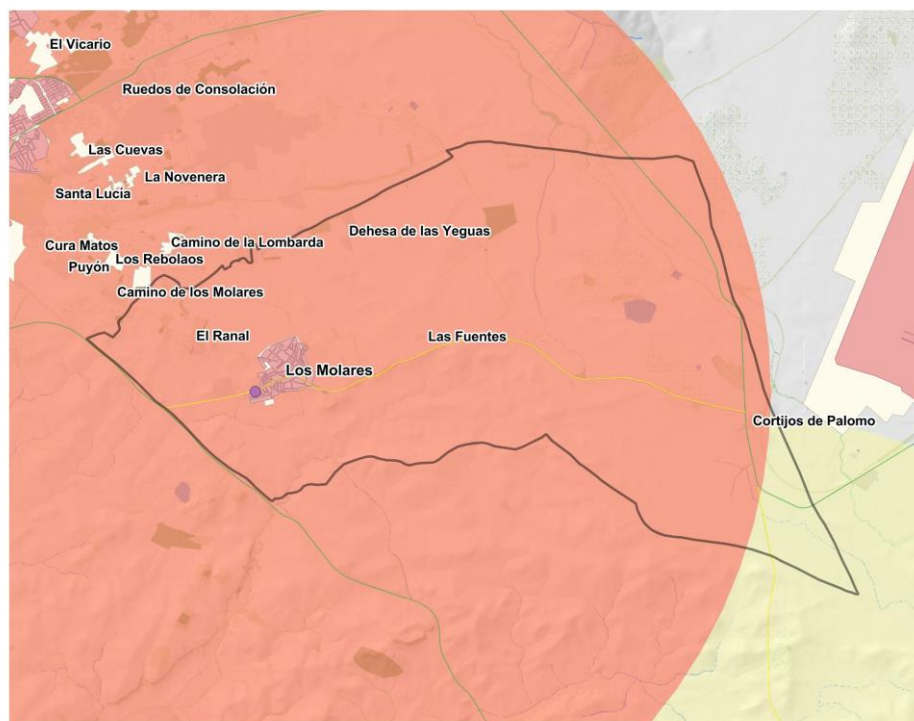 El Vicario
Ruedos de Consolación
Las Cuevas
La Novenera
Santa Lucía
Dehesa de las Yeguas
Cura Matos
Camino de la Lombarda
Los Rebolaos
Puyón
Camino de los Molares
El Ranal
Las Fuentes
Los Molares
Cortijos de Palomo